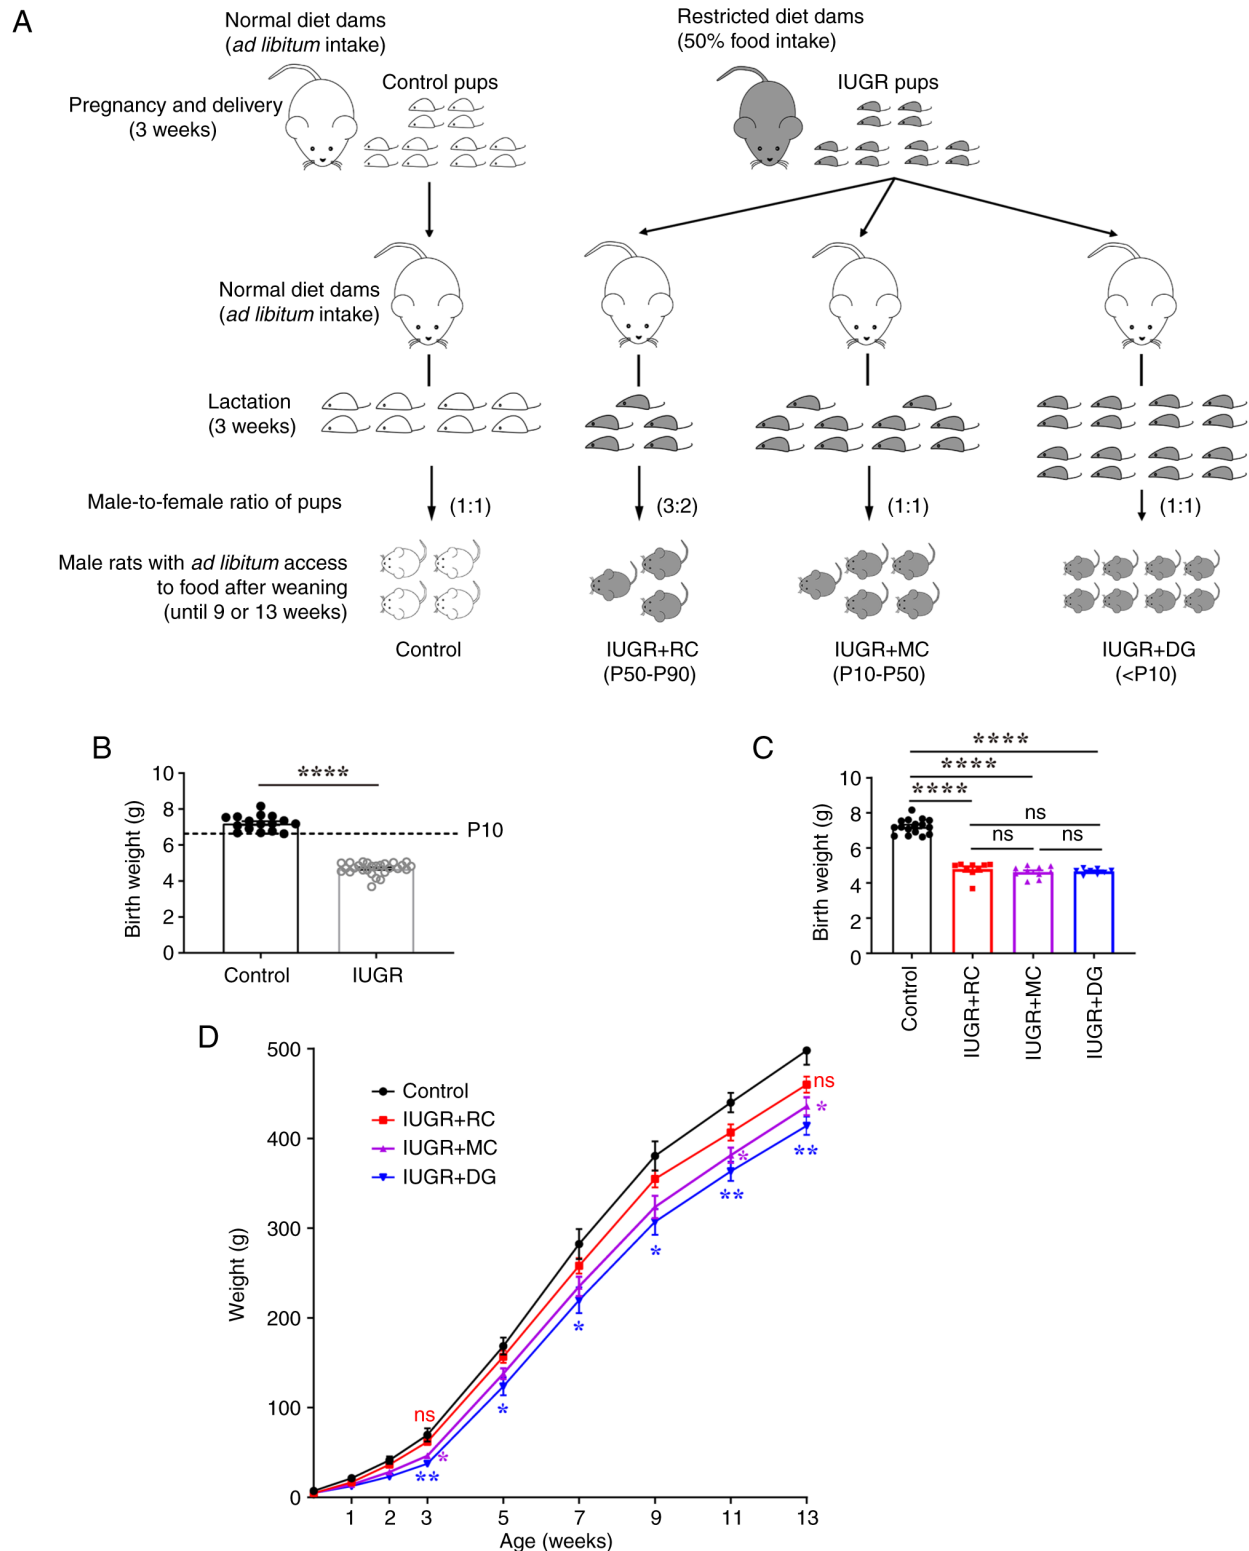 A
Normal diet dams
(ad libitum intake)
Restricted diet dams
(50% food intake)
Control pups
IUGR pups
Pregnancy and delivery
(3 weeks)
Normal diet dams
(ad libitum intake)
Lactation
(3 weeks)
Male-to-female ratio of pups
(1:1)
(3:2)
(1:1)
(1:1)
Male rats with ad libitum access
to food after weaning
(until 9 or 13 weeks)
Control
IUGR+RC
(P50-P90)
IUGR+MC
(P10-P50)
IUGR+DG
(<P10)
B
Birth weight (g)
10
8
6
4
2
0
****
P10
Control
IUGR
C
Birth weight (g)
10
8
6
4
2
0
****
****
****
ns
ns
ns
Control
IUGR+RC
IUGR+MC
IUGR+DG
D
Weight (g)
500
400
300
200
100
0
Control
IUGR+RC
IUGR+MC
IUGR+DG
ns
*
**
*
*
*
*
**
ns
*
**
1 2 3 5 7 9 11 13
Age (weeks)